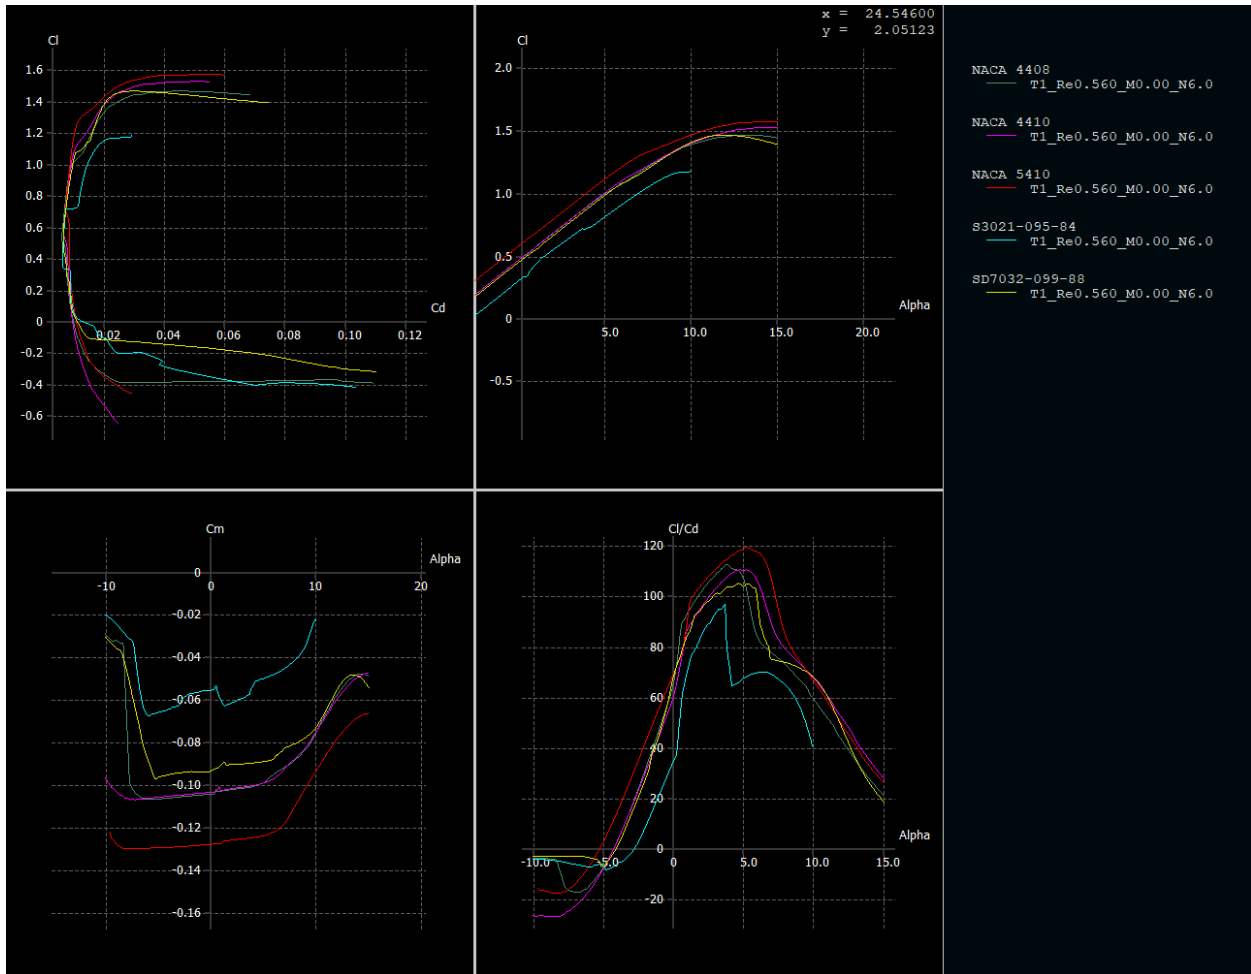 Cl
1.6
1.4
1.2
1.0
0.8
0.6
0.4
0.2
0
-0.2
-0.4
-0.6
0.02
0.04
0.06
0.08
0.10
0.12
Cd
x = 24.54600
y = 2.05123
Cl
2.0
1.5
1.0
0.5
0
-0.5
5.0
10.0
15.0
20.0
Alpha
NACA 4408
T1_Re0.560_M0.00_N6.0
NACA 4410
T1_Re0.560_M0.00_N6.0
NACA 5410
T1_Re0.560_M0.00_N6.0
S3021-095-84
T1_Re0.560_M0.00_N6.0
SD7032-099-88
T1_Re0.560_M0.00_N6.0
Cm
Alpha
0
-10
0
10
20
-0.02
-0.04
-0.06
-0.08
-0.10
-0.12
-0.14
-0.16
Cl/Cd
120
100
80
60
40
20
0
-20
Alpha
-10.0
-5.0
0
5.0
10.0
15.0